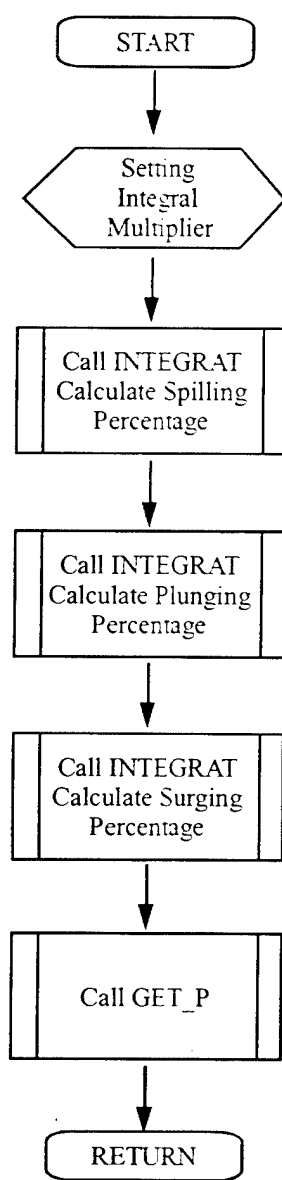 START
Setting
Integral
Multiplier
Call INTEGRAT
Calculate Spilling
Percentage
Call INTEGRAT
Calculate Plunging
Percentage
Call INTEGRAT
Calculate Surging
Percentage
Call GET_P
RETURN